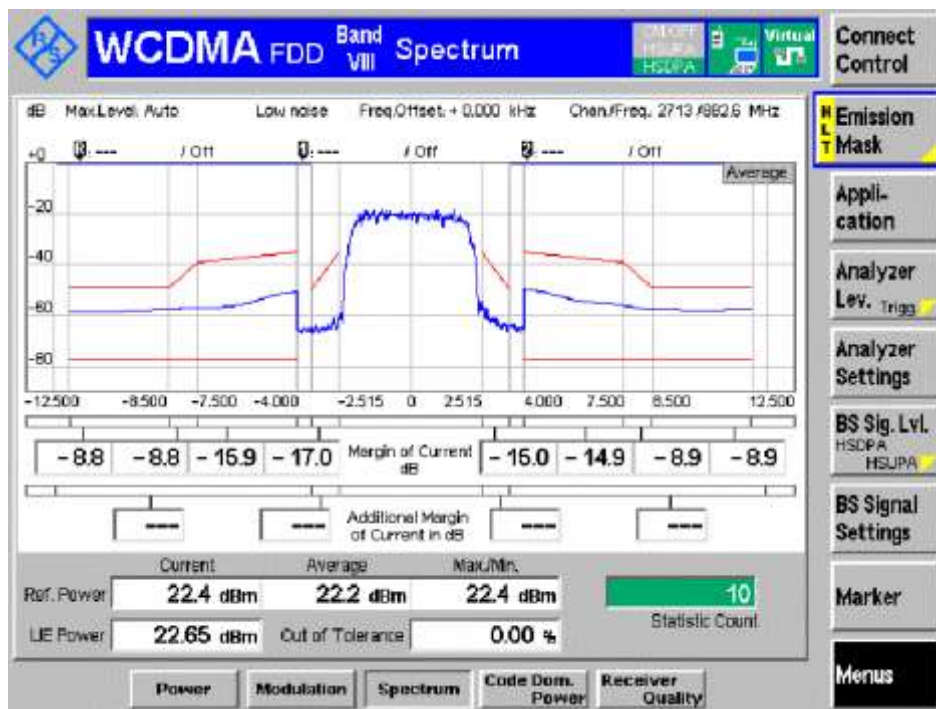 WCDMA FDD Band VIII Spectrum
HSDPA
Virtual
Connect Control
dB Max.Level: Auto Low noise Freq.Offset: + 0.000 kHz Chan./Freq.: 2713 /882.6 MHz
--- / Off --- / Off 2: --- / Off
Average
+0
-20
-40
-60
-80
-12.500 -8.500 -7.500 -4.000 -2.515 0 2.515 4.000 7.500 8.500 12.500
-8.8 -8.8 -15.9 -17.0 Margin of Current dB -15.0 -14.9 -8.9 -8.9
--- --- Additional Margin of Current in dB --- ---
Current Average Max./Min.
Ref. Power 22.4 dBm 22.2 dBm 22.4 dBm 10
Statistic Count
UE Power 22.65 dBm Out of Tolerance 0.00 %
Power Modulation Spectrum Code Dom. Power Receiver Quality
Emission Mask
Appli-
cation
Analyzer
Lev. Trigg.
Analyzer
Settings
BS Sig. Lvl.
HSDPA
HSUPA
BS Signal
Settings
Marker
Menus